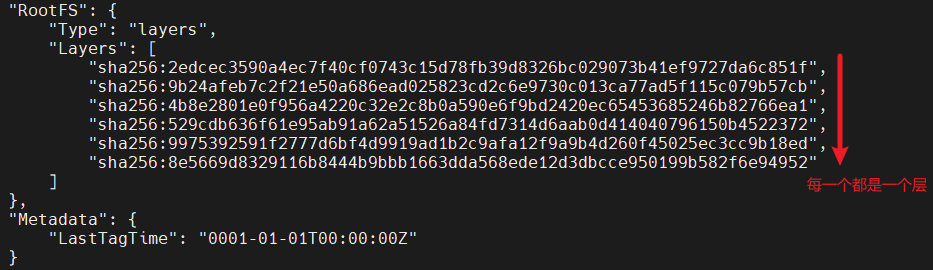 "RootFS": {
"Type": "layers",
"Layers": [
"sha256:2edcec3590a4ec7f40cf0743c15d78fb39d8326bc029073b41ef9727da6c851f",
"sha256:9b24afeb7c2f21e50a686ead025823cd2c6e9730c013ca77ad5f115c079b57cb",
"sha256:4b8e2801e0f956a4220c32e2c8b0a590e6f9bd2420ec65453685246b82766ea1",
"sha256:529cdb636f61e95ab91a62a51526a84fd7314d6aab0d414040796150b4522372",
"sha256:9975392591f2777d6bf4d9919ad1b2c9afa12f9a9b4d260f45025ec3cc9b18ed",
"sha256:8e5669d8329116b8444b9bbb1663dda568ede12d3dbcce950199b582f6e94952"
]
每一个都是一个层
},
"Metadata": {
"LastTagTime": "0001-01-01T00:00:00Z"
}